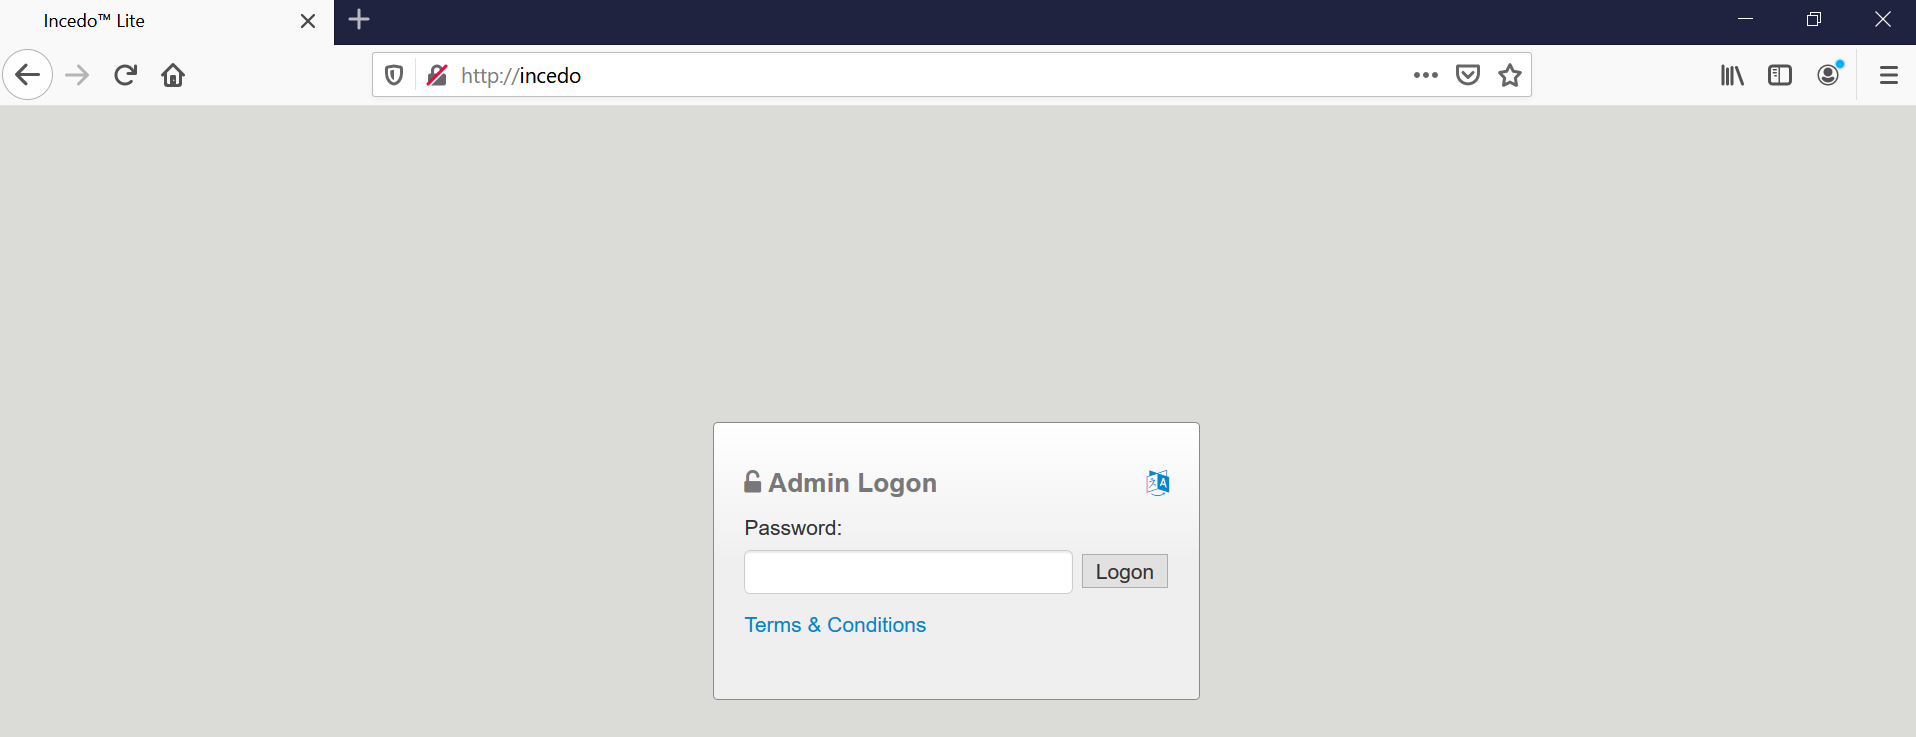 Incedo™ Lite
http://incedo
Admin Logon
Password:
Logon
Terms & Conditions